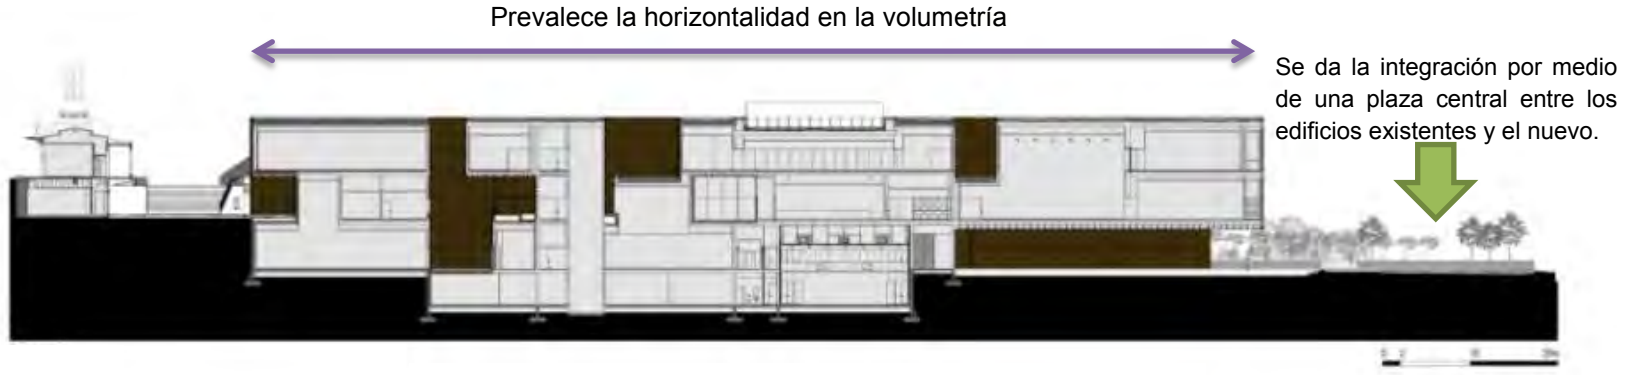 Prevalece la horizontalidad en la volumetría
Se da la integración por medio
de una plaza central entre los
edificios existentes y el nuevo.